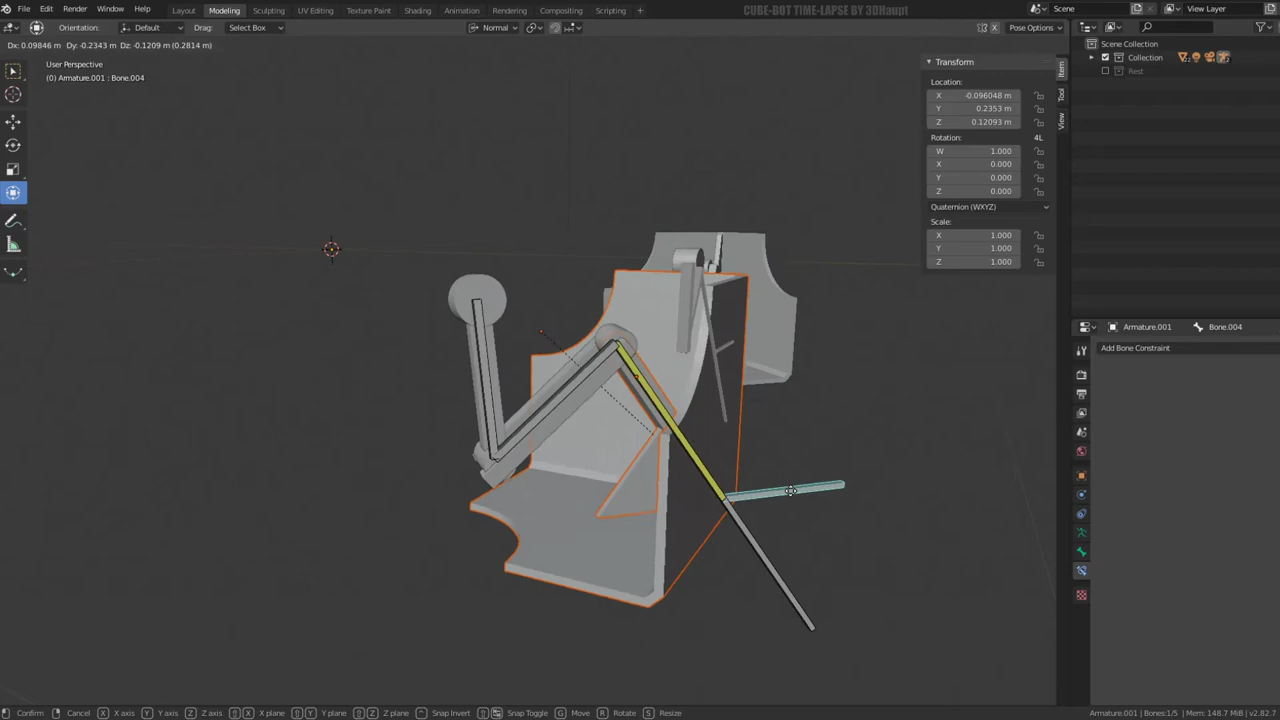 File Edit Render Window Help Layout Modeling Sculpting UV Editing Texture Paint Shading Animation Rendering Compositing Scripting CUBE-BOT TIME-LAPSE BY 3DHaupt Scene View Layer
Orientation: Default Drag: Select Box Normal X Pose Options
Dx: 0.09846 m Dy: -0.2343 m Dz: -0.1209 m (0.2814 m)
User Perspective
(0) Armature.001 : Bone.004
Transform
Location:
X -0.096048 m
Y 0.2353 m
Z 0.12093 m
Rotation: 4L
W 1.000
X 0.000
Y 0.000
Z 0.000
Quaternion (WXYZ)
Scale:
X 1.000
Y 1.000
Z 1.000
Item
Tool
View
Scene Collection
Collection
Rest
Armature.001 Bone.004
Add Bone Constraint
Confirm Cancel X X axis Y Y axis Z Z axis X X plane Y Y plane Z Z plane Snap Invert Snap Toggle G Move R Rotate S Resize Armature.001 | Bones:1/5 | Mem: 148.7 MiB | v2.82.7